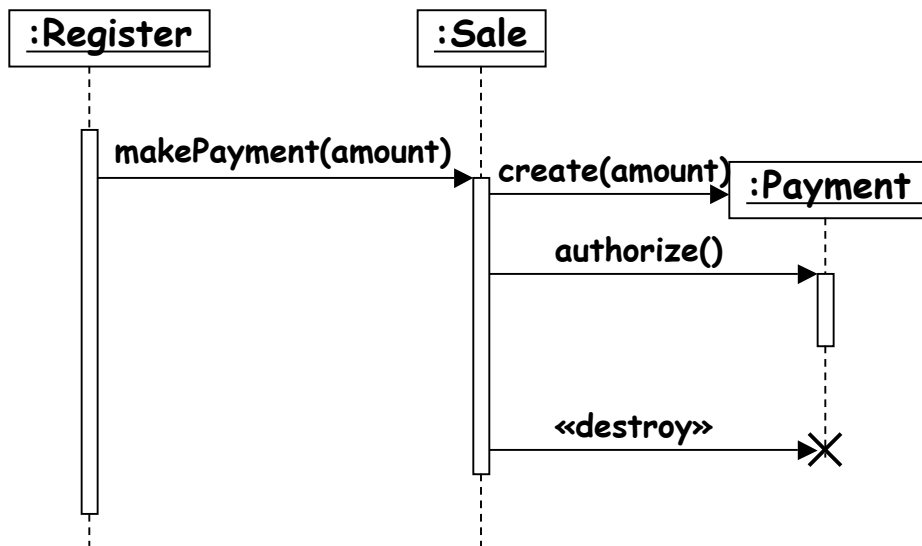 :Register
:Sale
makePayment(amount)
create(amount)
:Payment
authorize()
«destroy»